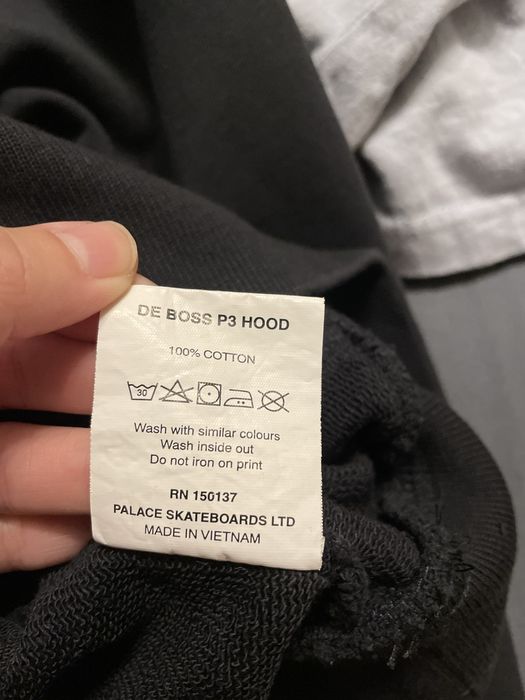 DE BOSS P3 HOOD
100% COTTON
30
Wash with similar colours
Wash inside out
Do not iron on print
RN 150137
PALACE SKATEBOARDS LTD
MADE IN VIETNAM